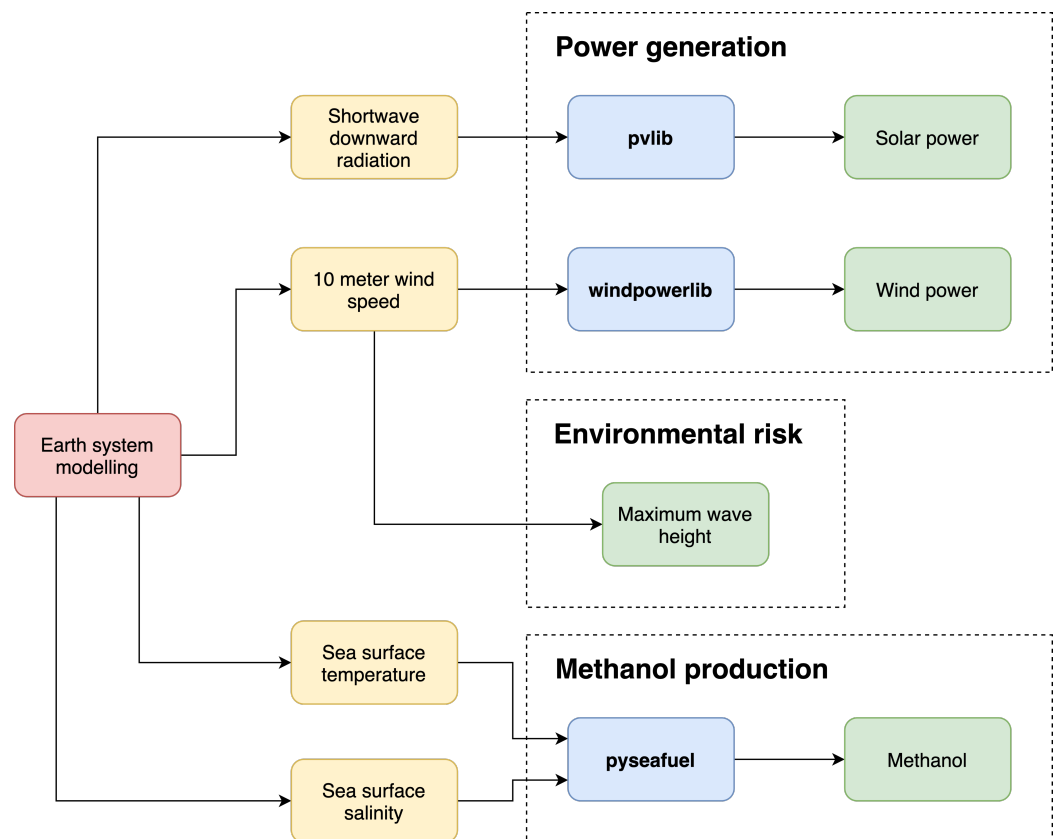 Power generation
Shortwave
downward
radiation
pvlib
Solar power
10 meter wind
speed
windpowerlib
Wind power
Earth system
modelling
Environmental risk
Maximum wave
height
Sea surface
temperature
Methanol production
pyseafuel
Methanol
Sea surface
salinity